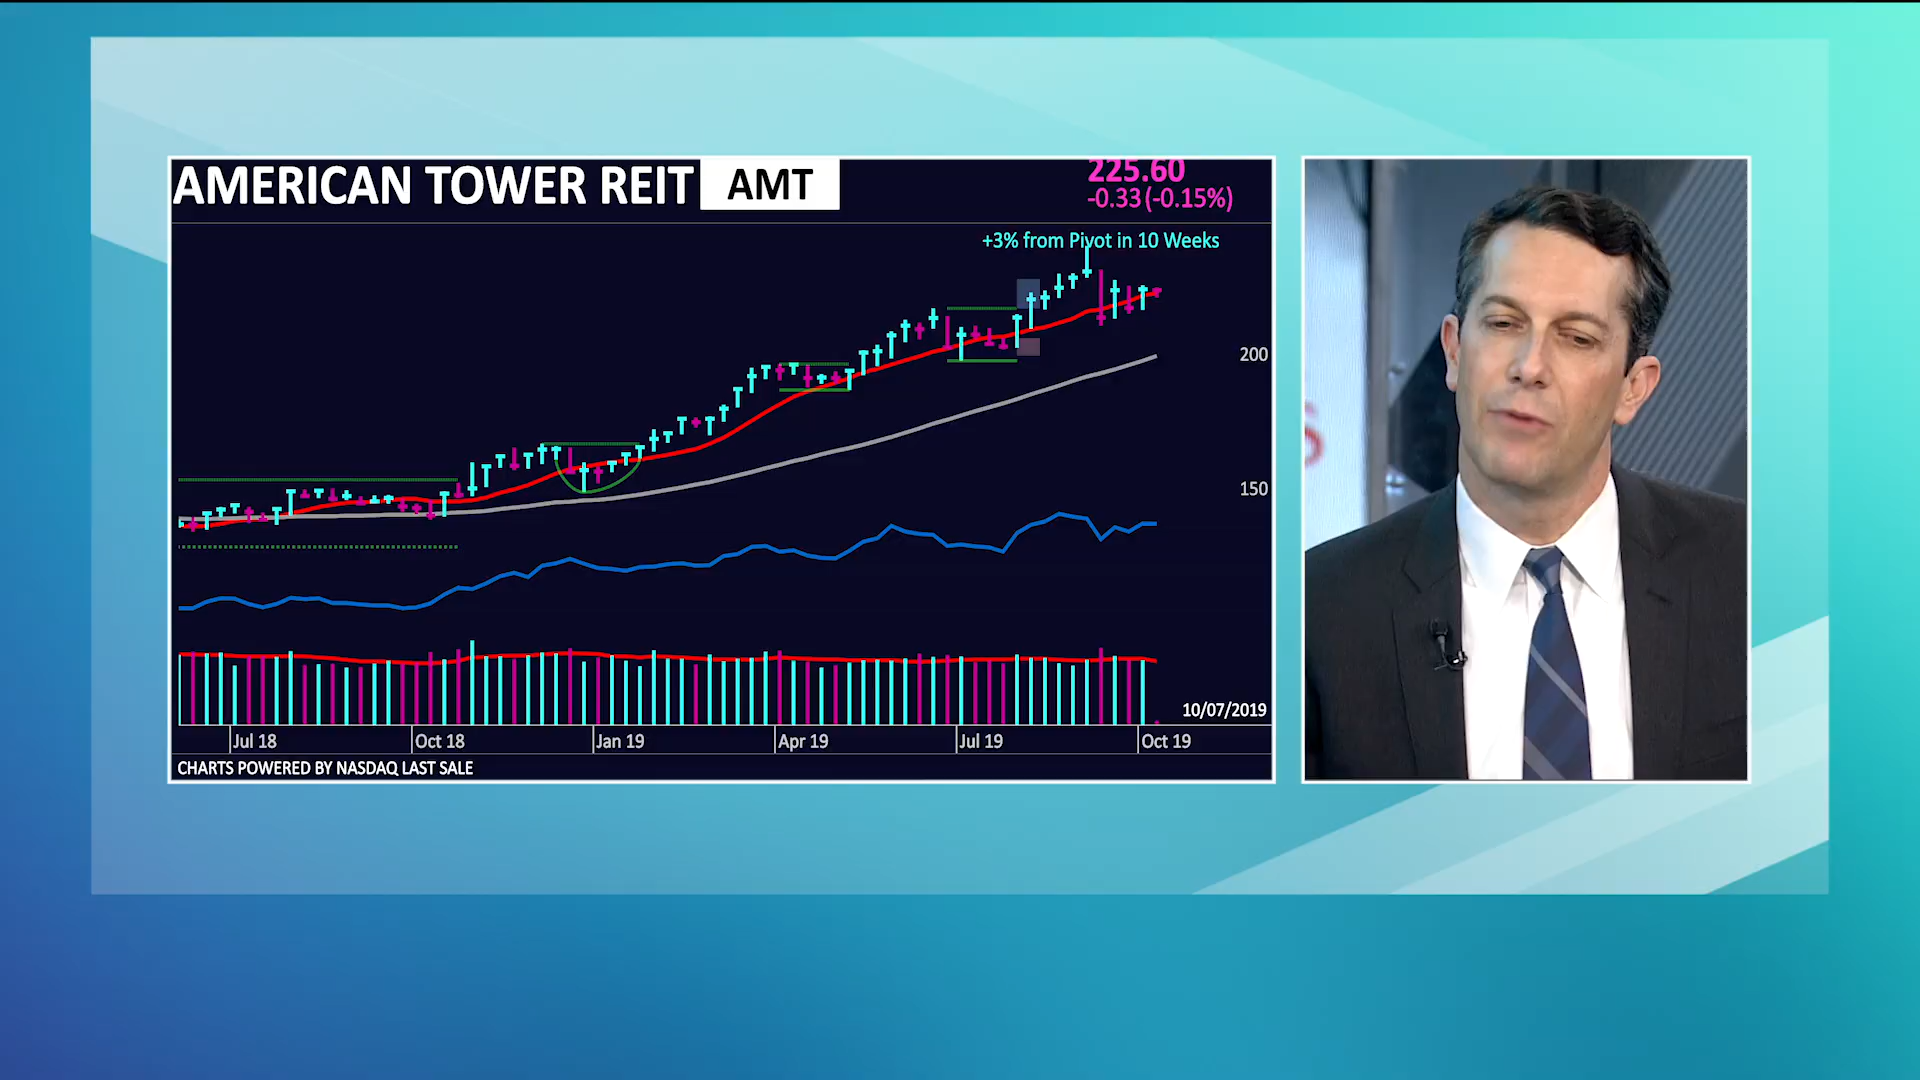 AMERICAN TOWER REIT AMT
225.60
-0.33 (-0.15%)
+3% from Pivot in 10 Weeks
200
150
10/07/2019
Jul 18 Oct 18 Jan 19 Apr 19 Jul 19 Oct 19
CHARTS POWERED BY NASDAQ LAST SALE